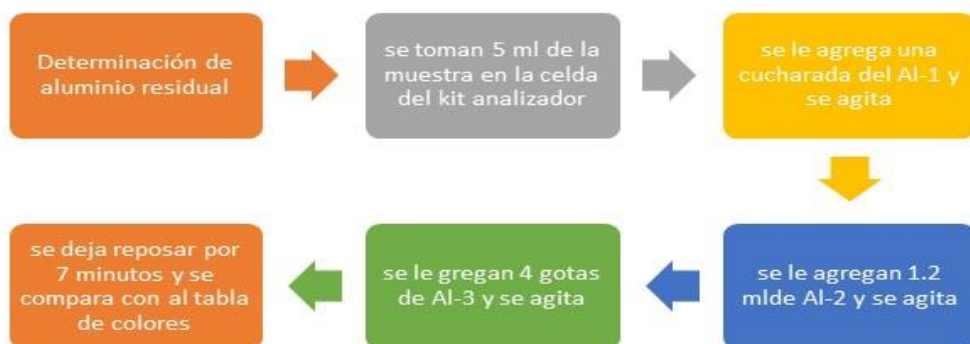 Determinación de
aluminio residual
se toman 5 ml de la
muestra en la celda
del kit analizador
se le agrega una
cucharada del Al-1 y
se agita
se le agregan 1.2
mlde Al-2 y se agita
se le gregan 4 gotas
de Al-3 y se agita
se deja reposar por
7 minutos y se
compara con al tabla
de colores